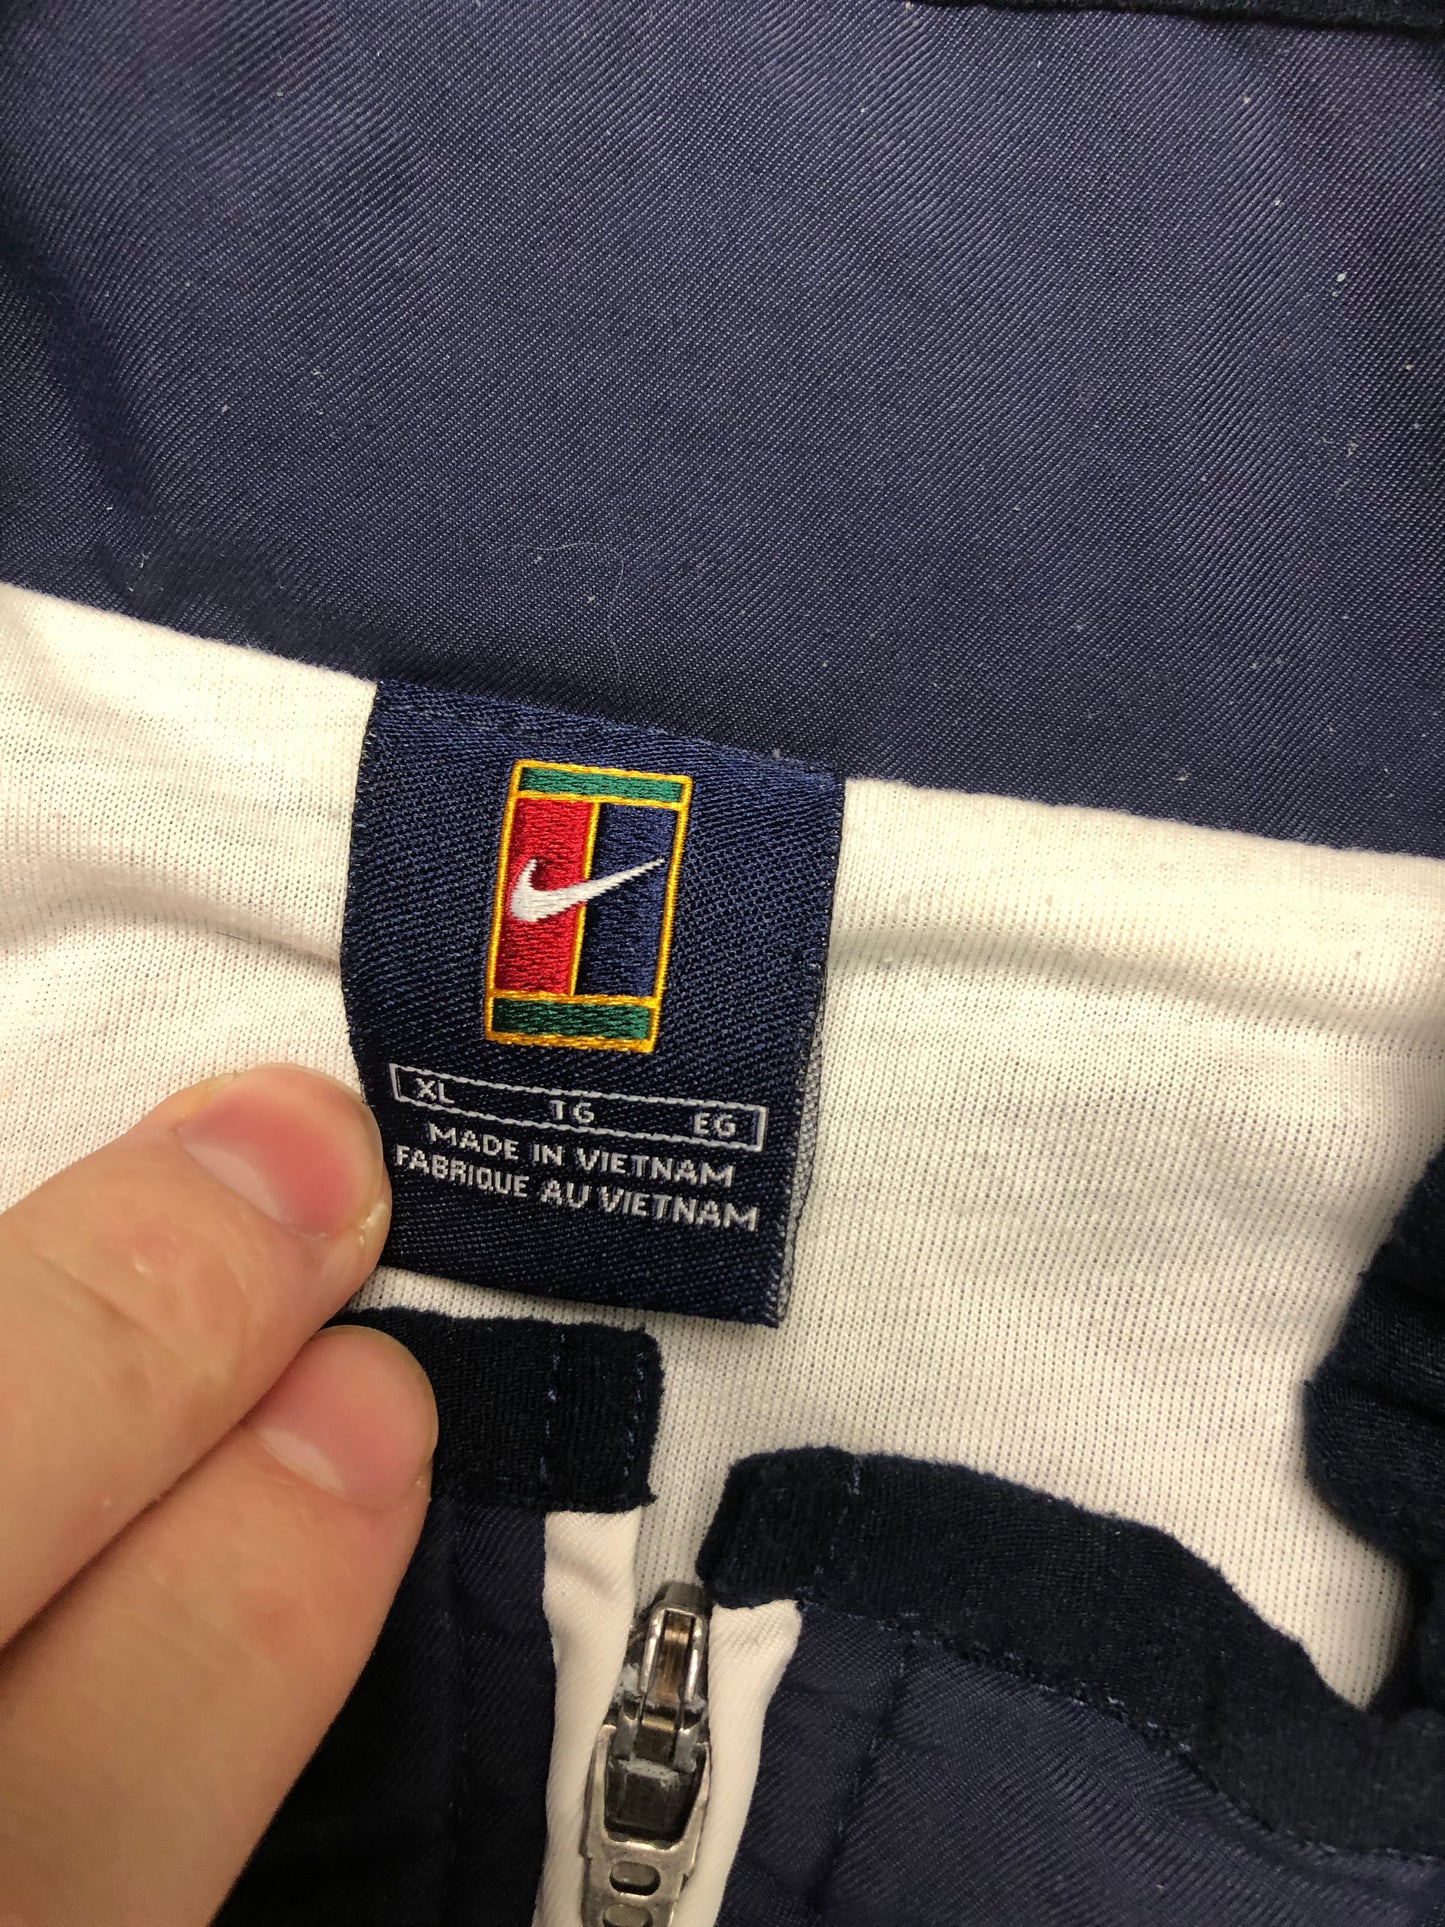 XL TG EG
MADE IN VIETNAM
FABRIQUE AU VIETNAM